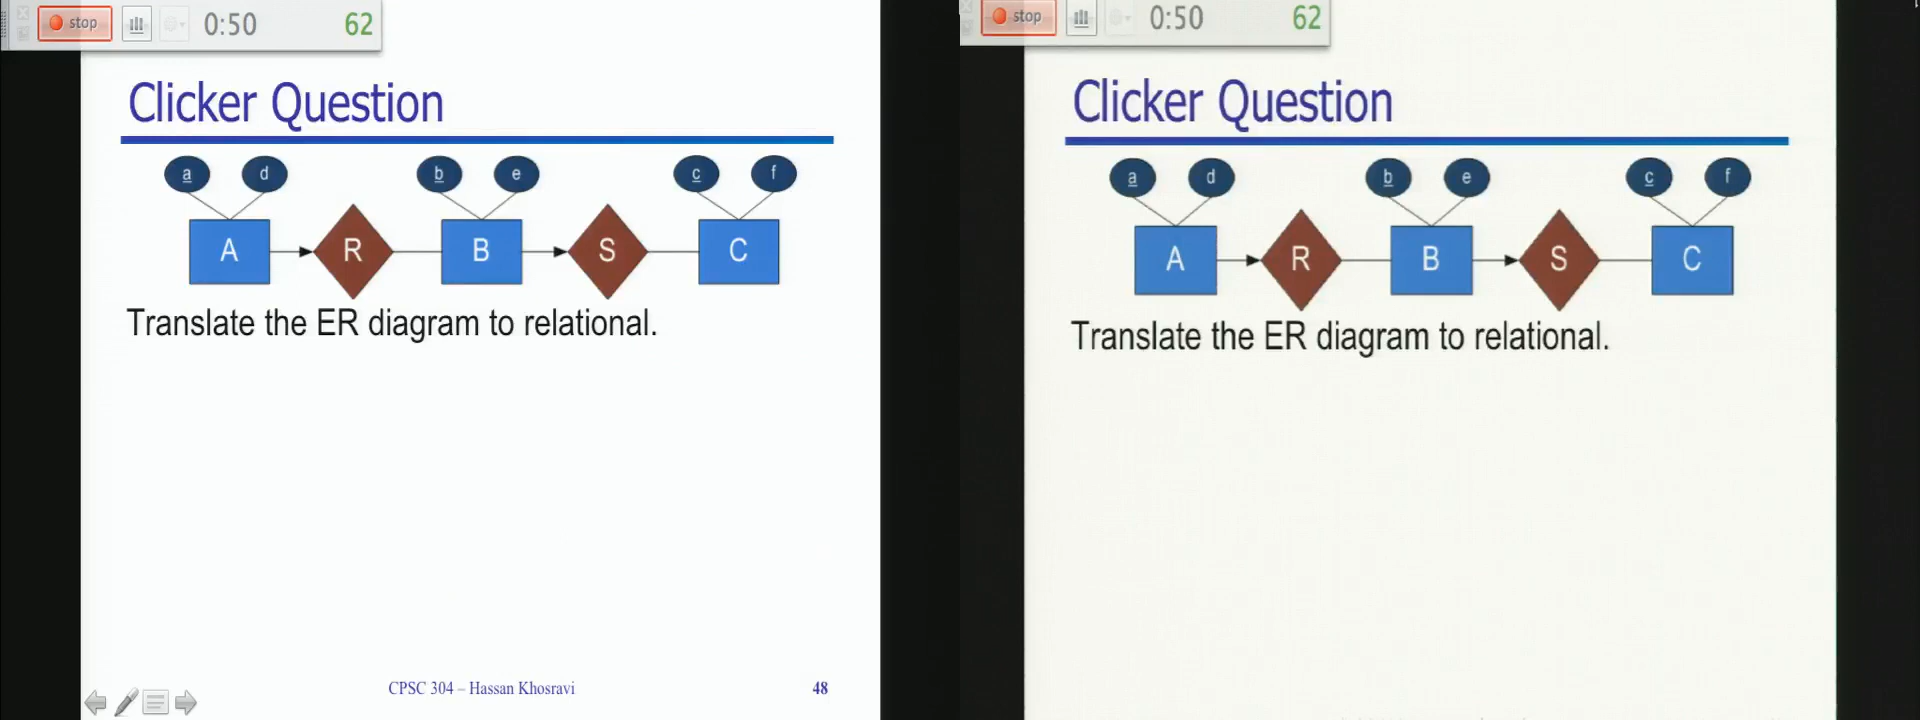 stop 0:50 62
Clicker Question
a d b e c f
A R B S C
Translate the ER diagram to relational.
CPSC 304 – Hassan Khosravi 48
stop 0:50 62
Clicker Question
a d b e c f
A R B S C
Translate the ER diagram to relational.